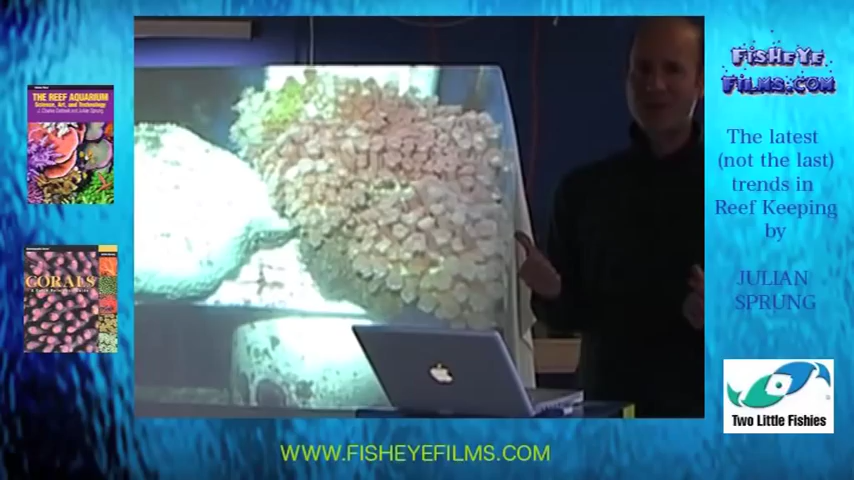 THE REEF AQUARIUM
Science, Art, and Technology
CORALS
FisHEYE
FilMS.COM
The latest
(not the last)
trends in
Reef Keeping
by
JULIAN
SPRUNG
Two Little Fishies
WWW.FISHEYEFILMS.COM